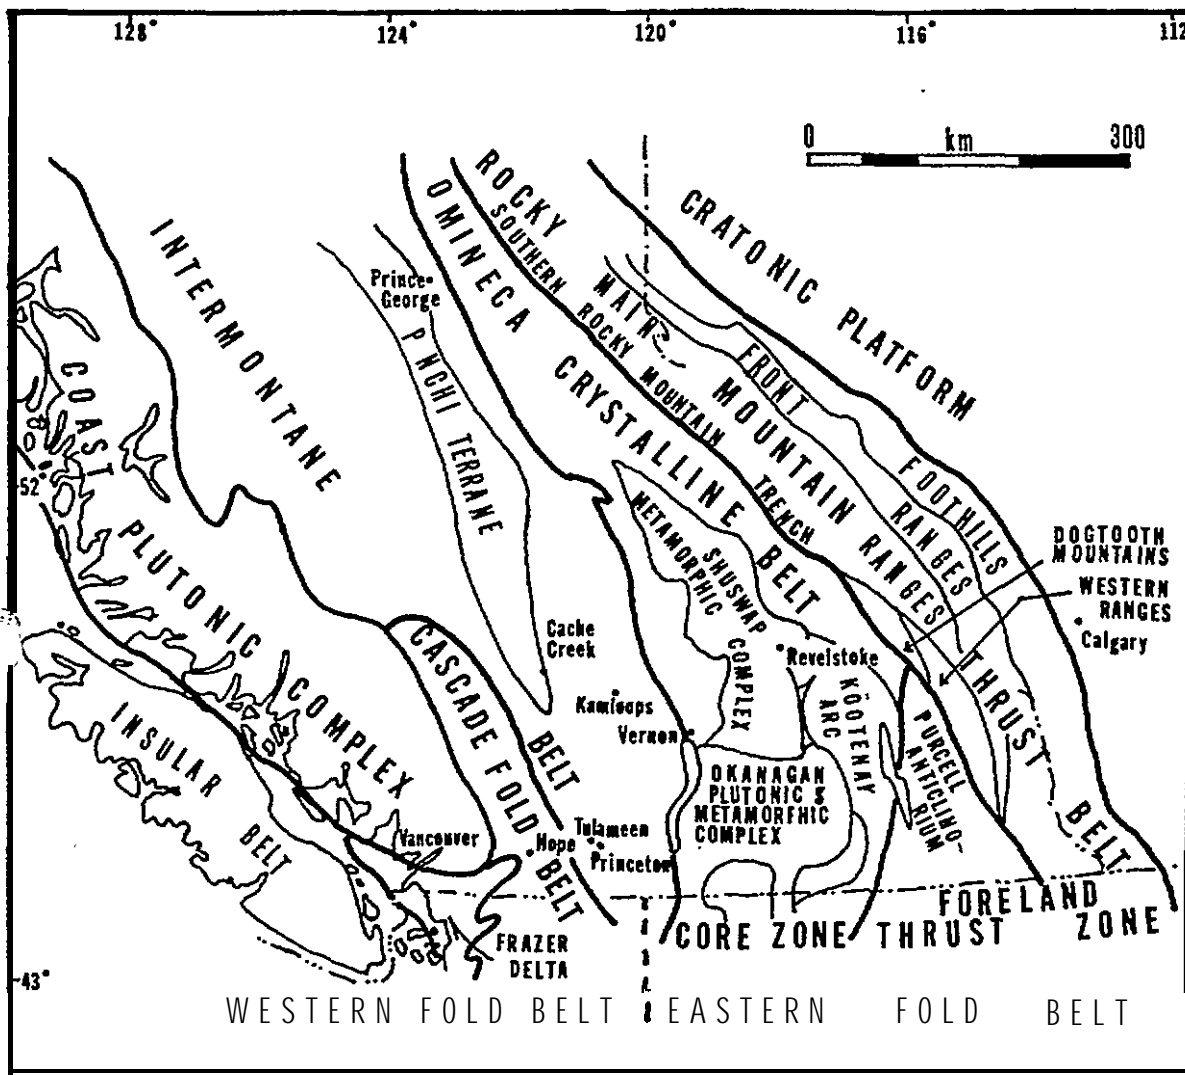 128° 124° 120° 116° 112
0 km 300
ROCKY MOUNTAIN THRUST BELT
CRATONIC PLATFORM
OMINECA CRYSTALLINE BELT
SOUTHERN ROCKY MOUNTAIN TRENCH
INTERMONTANE BELT
Prince-
George
PINCHI TERRANE
MAIN RANGES
FRONT RANGES
FOOTHILLS
COAST PLUTONIC COMPLEX
52
DOGTOOTH
MOUNTAINS
WESTERN
RANGES
Calgary
SHUSWAP
METAMORPHIC COMPLEX
CASCADE FOLD BELT
Cache
Creek
Revelstoke
Kamloops
Vernon
KOOTENAY
ARC
PURCELL
ANTICLINO-
RIUM
INSULAR BELT
OKANAGAN
PLUTONIC &
METAMORFHIC
COMPLEX
Vancouver
Hope
Tulameen
Princeton
FRAZER
DELTA
CORE ZONE
FORELAND
THRUST ZONE
43°
WESTERN FOLD BELT EASTERN FOLD BELT